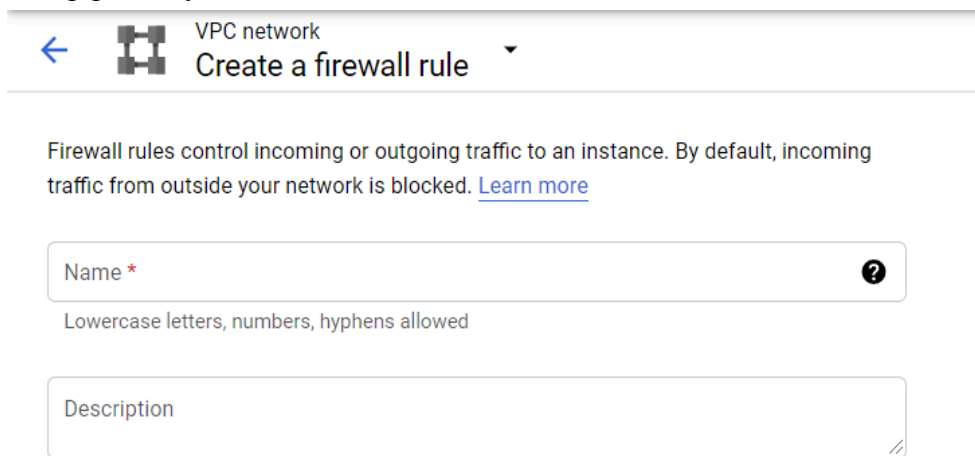 VPC network
Create a firewall rule
Firewall rules control incoming or outgoing traffic to an instance. By default, incoming
traffic from outside your network is blocked. Learn more
Name *
Lowercase letters, numbers, hyphens allowed
Description